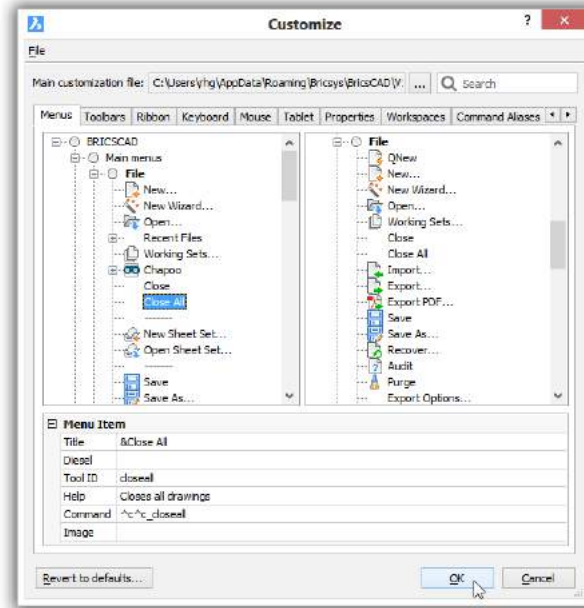 Customize
?
×
File
Main customization file: C:\Users\rhg\AppData\Roaming\Bricsys\BricsCAD\V: ... Search
Menus Toolbars Ribbon Keyboard Mouse Tablet Properties Workspaces Command Aliases
BRICSCAD
Main menus
File
New...
New Wizard...
Open...
Recent Files
Working Sets...
Chapoo
Close
Close All
--------
New Sheet Set...
Open Sheet Set...
--------
Save
Save As...
File
QNew
New...
New Wizard...
Open...
Working Sets...
Close
Close All
Import...
Export...
Export PDF...
Save
Save As...
Recover...
Audit
Purge
Export Options...
Menu Item
Title &Close All
Diesel
Tool ID closeall
Help Closes all drawings
Command ^c^c_closeall
Image
Revert to defaults... OK Cancel